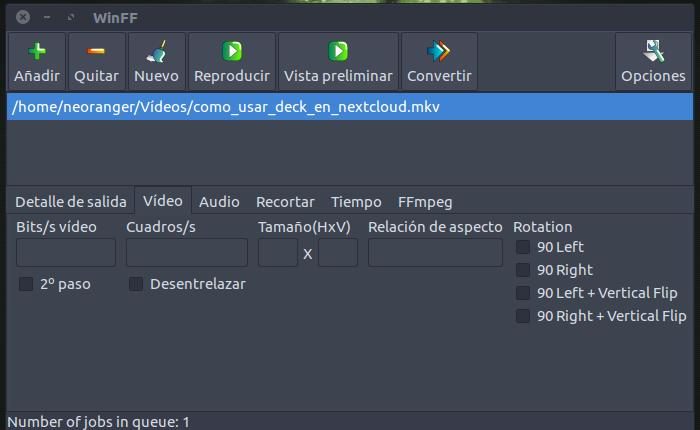 WinFF
Añadir Quitar Nuevo Reproducir Vista preliminar Convertir Opciones
/home/neoranger/Vídeos/como_usar_deck_en_nextcloud.mkv
Detalle de salida Vídeo Audio Recortar Tiempo FFmpeg
Bits/s vídeo Cuadros/s Tamaño(HxV) Relación de aspecto Rotation
X
90 Left
2º paso Desentrelazar
90 Right
90 Left + Vertical Flip
90 Right + Vertical Flip
Number of jobs in queue: 1